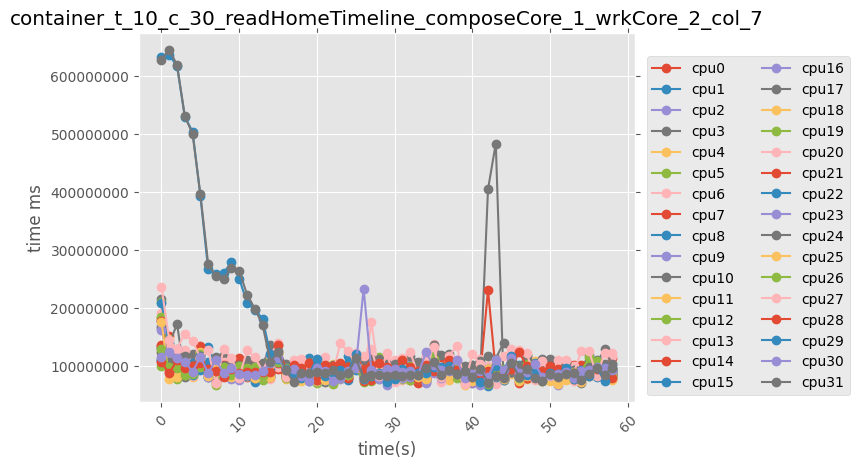 container_t_10_c_30_readHomeTimeline_composeCore_1_wrkCore_2_col_7
600000000
500000000
400000000
300000000
200000000
100000000
time ms
0
10
20
30
40
50
60
time(s)
cpu0
cpu1
cpu2
cpu3
cpu4
cpu5
cpu6
cpu7
cpu8
cpu9
cpu10
cpu11
cpu12
cpu13
cpu14
cpu15
cpu16
cpu17
cpu18
cpu19
cpu20
cpu21
cpu22
cpu23
cpu24
cpu25
cpu26
cpu27
cpu28
cpu29
cpu30
cpu31